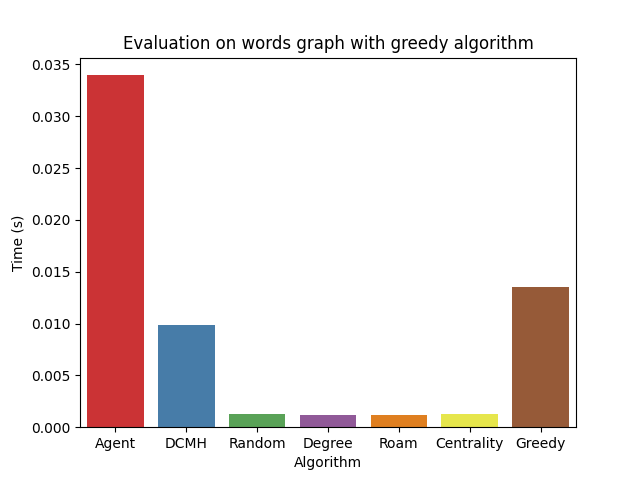 Evaluation on words graph with greedy algorithm
0.035
0.030
0.025
0.020
0.015
0.010
0.005
0.000
Time (s)
Agent DCMH Random Degree Roam Centrality Greedy
Algorithm